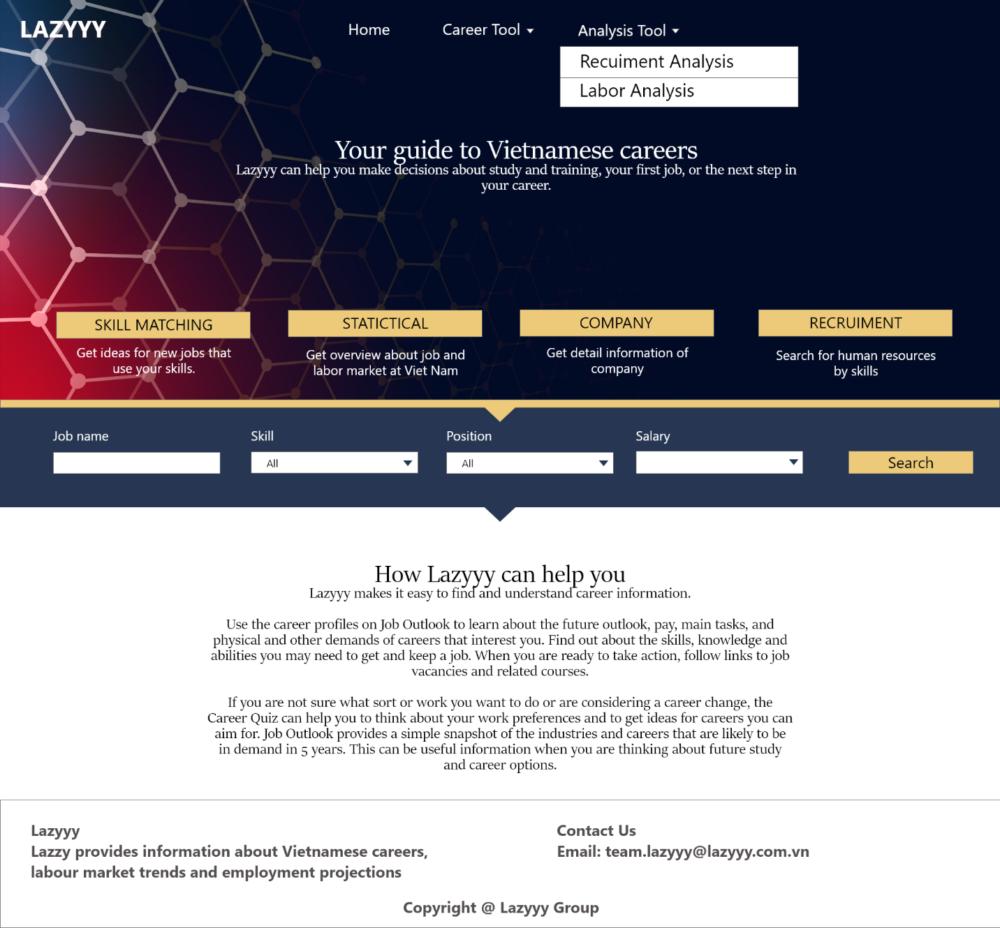 LAZYYY
Home
Career Tool
Analysis Tool
Recuiment Analysis
Labor Analysis
Your guide to Vietnamese careers
Lazyyy can help you make decisions about study and training, your first job, or the next step in
your career.
SKILL MATCHING
Get ideas for new jobs that
use your skills.
STATICTICAL
Get overview about job and
labor market at Viet Nam
COMPANY
Get detail information of
company
RECRUIMENT
Search for human resources
by skills
Job name
Skill
All
Position
All
Salary
Search
How Lazyyy can help you
Lazyyy makes it easy to find and understand career information.
Use the career profiles on Job Outlook to learn about the future outlook, pay, main tasks, and
physical and other demands of careers that interest you. Find out about the skills, knowledge and
abilities you may need to get and keep a job. When you are ready to take action, follow links to job
vacancies and related courses.
If you are not sure what sort or work you want to do or are considering a career change, the
Career Quiz can help you to think about your work preferences and to get ideas for careers you can
aim for. Job Outlook provides a simple snapshot of the industries and careers that are likely to be
in demand in 5 years. This can be useful information when you are thinking about future study
and career options.
Lazyyy
Lazzy provides information about Vietnamese careers,
labour market trends and employment projections
Contact Us
Email: team.lazyyy@lazyyy.com.vn
Copyright @ Lazyyy Group